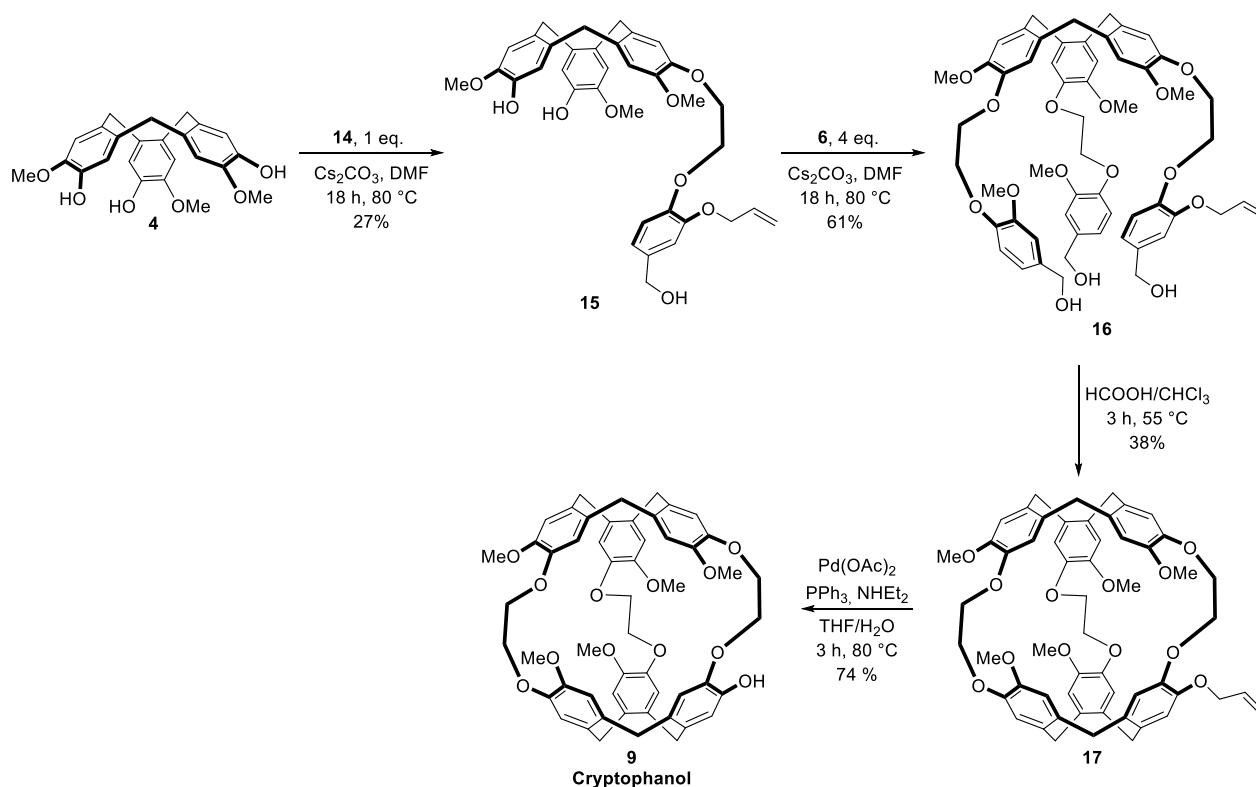 MeO
HO
HO
OMe
OMe
OH
4
14, 1 eq.
Cs₂CO₃, DMF
18 h, 80 °C
27%
MeO
HO
HO
OMe
OMe
O
O
O
OH
15
6, 4 eq.
Cs₂CO₃, DMF
18 h, 80 °C
61%
MeO
O
O
OMe
OMe
O
MeO
O
MeO
O
O
O
OH
OH
OH
16
HCOOH/CHCl₃
3 h, 55 °C
38%
MeO
O
O
OMe
OMe
O
MeO
O
MeO
O
O
O
17
Pd(OAc)₂
PPh₃, NHEt₂
THF/H₂O
3 h, 80 °C
74 %
MeO
O
O
OMe
OMe
O
MeO
O
MeO
O
O
OH
9
Cryptophanol